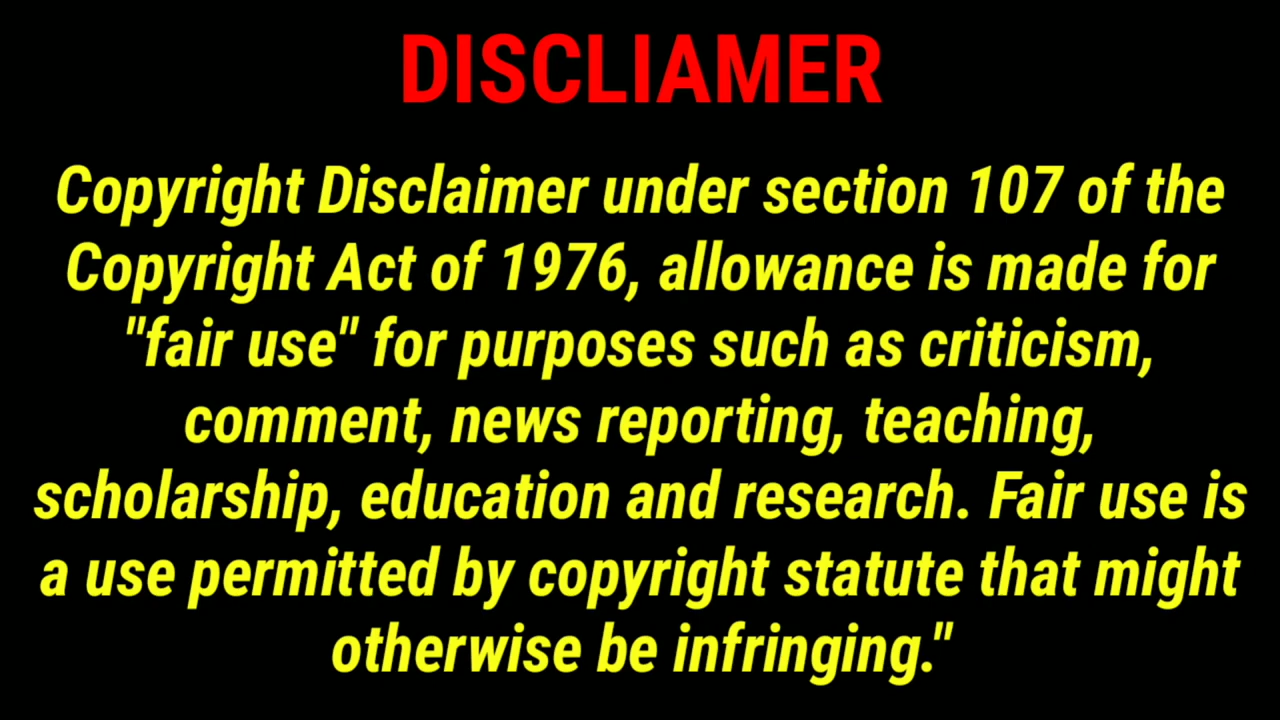 DISCLIAMER
Copyright Disclaimer under section 107 of the
Copyright Act of 1976, allowance is made for
"fair use" for purposes such as criticism,
comment, news reporting, teaching,
scholarship, education and research. Fair use is
a use permitted by copyright statute that might
otherwise be infringing."